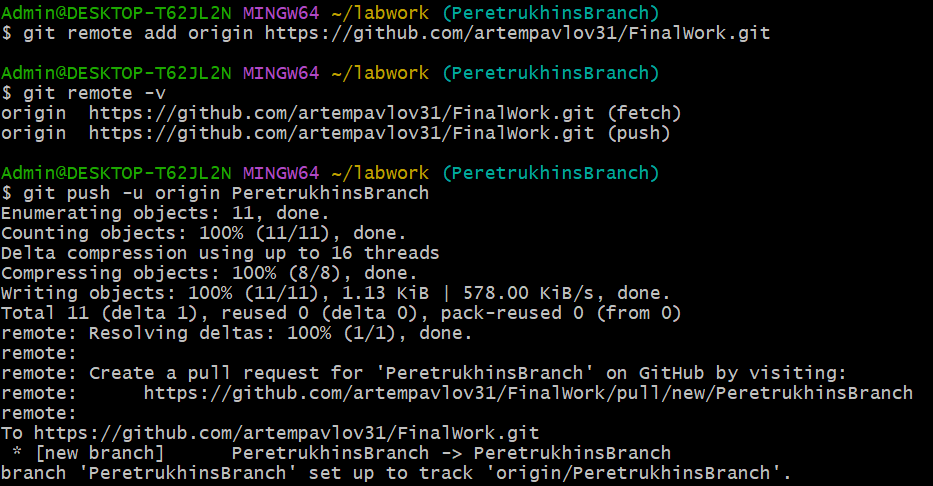 Admin@DESKTOP-T62JL2N MINGW64 ~/labwork (PeretrukhinsBranch)
$ git remote add origin https://github.com/artempavlov31/FinalWork.git
Admin@DESKTOP-T62JL2N MINGW64 ~/labwork (PeretrukhinsBranch)
$ git remote -v
origin  https://github.com/artempavlov31/FinalWork.git (fetch)
origin  https://github.com/artempavlov31/FinalWork.git (push)
Admin@DESKTOP-T62JL2N MINGW64 ~/labwork (PeretrukhinsBranch)
$ git push -u origin PeretrukhinsBranch
Enumerating objects: 11, done.
Counting objects: 100% (11/11), done.
Delta compression using up to 16 threads
Compressing objects: 100% (8/8), done.
Writing objects: 100% (11/11), 1.13 KiB | 578.00 KiB/s, done.
Total 11 (delta 1), reused 0 (delta 0), pack-reused 0 (from 0)
remote: Resolving deltas: 100% (1/1), done.
remote:
remote: Create a pull request for 'PeretrukhinsBranch' on GitHub by visiting:
remote:      https://github.com/artempavlov31/FinalWork/pull/new/PeretrukhinsBranch
remote:
To https://github.com/artempavlov31/FinalWork.git
 * [new branch]      PeretrukhinsBranch -> PeretrukhinsBranch
branch 'PeretrukhinsBranch' set up to track 'origin/PeretrukhinsBranch'.